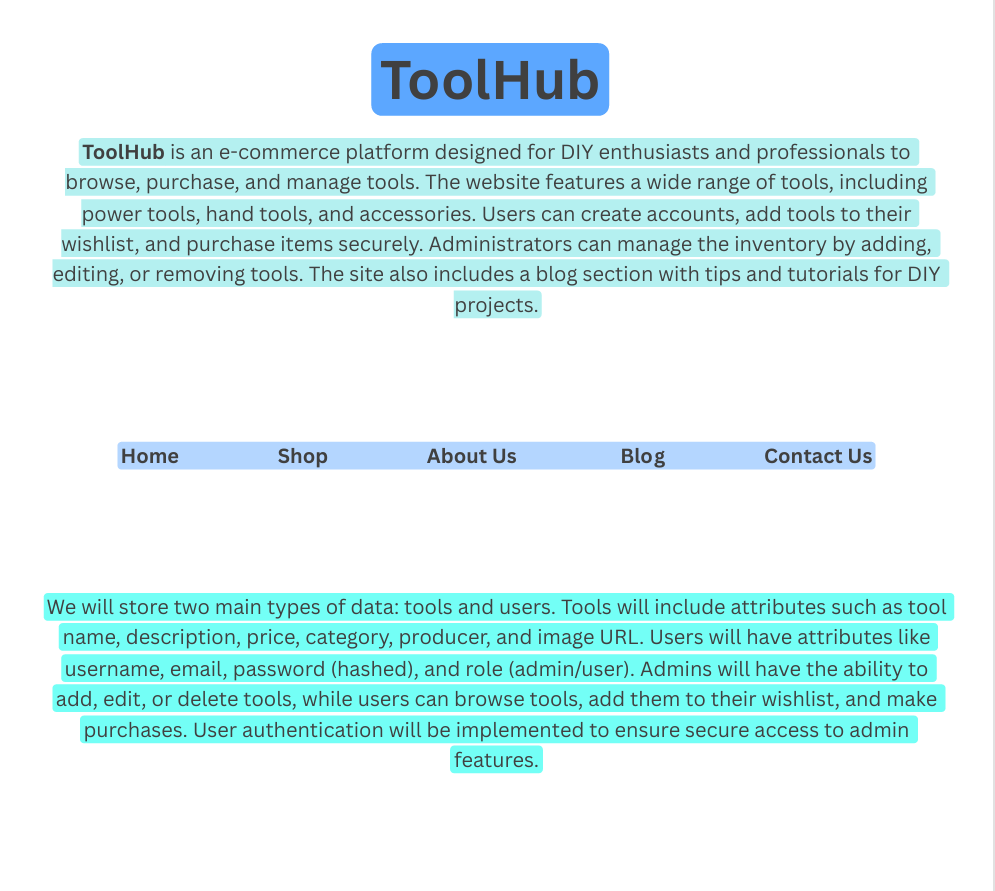 ToolHub
ToolHub is an e-commerce platform designed for DIY enthusiasts and professionals to
browse, purchase, and manage tools. The website features a wide range of tools, including
power tools, hand tools, and accessories. Users can create accounts, add tools to their
wishlist, and purchase items securely. Administrators can manage the inventory by adding,
editing, or removing tools. The site also includes a blog section with tips and tutorials for DIY
projects.
Home Shop About Us Blog Contact Us
We will store two main types of data: tools and users. Tools will include attributes such as tool
name, description, price, category, producer, and image URL. Users will have attributes like
username, email, password (hashed), and role (admin/user). Admins will have the ability to
add, edit, or delete tools, while users can browse tools, add them to their wishlist, and make
purchases. User authentication will be implemented to ensure secure access to admin
features.